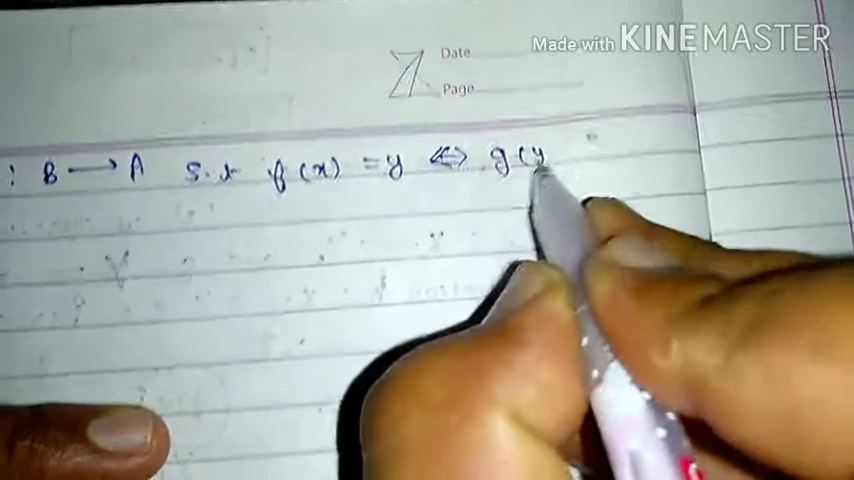 Made with KINEMASTER
Date
Page
: B → A s.t f(x) = y ⇔ g(y